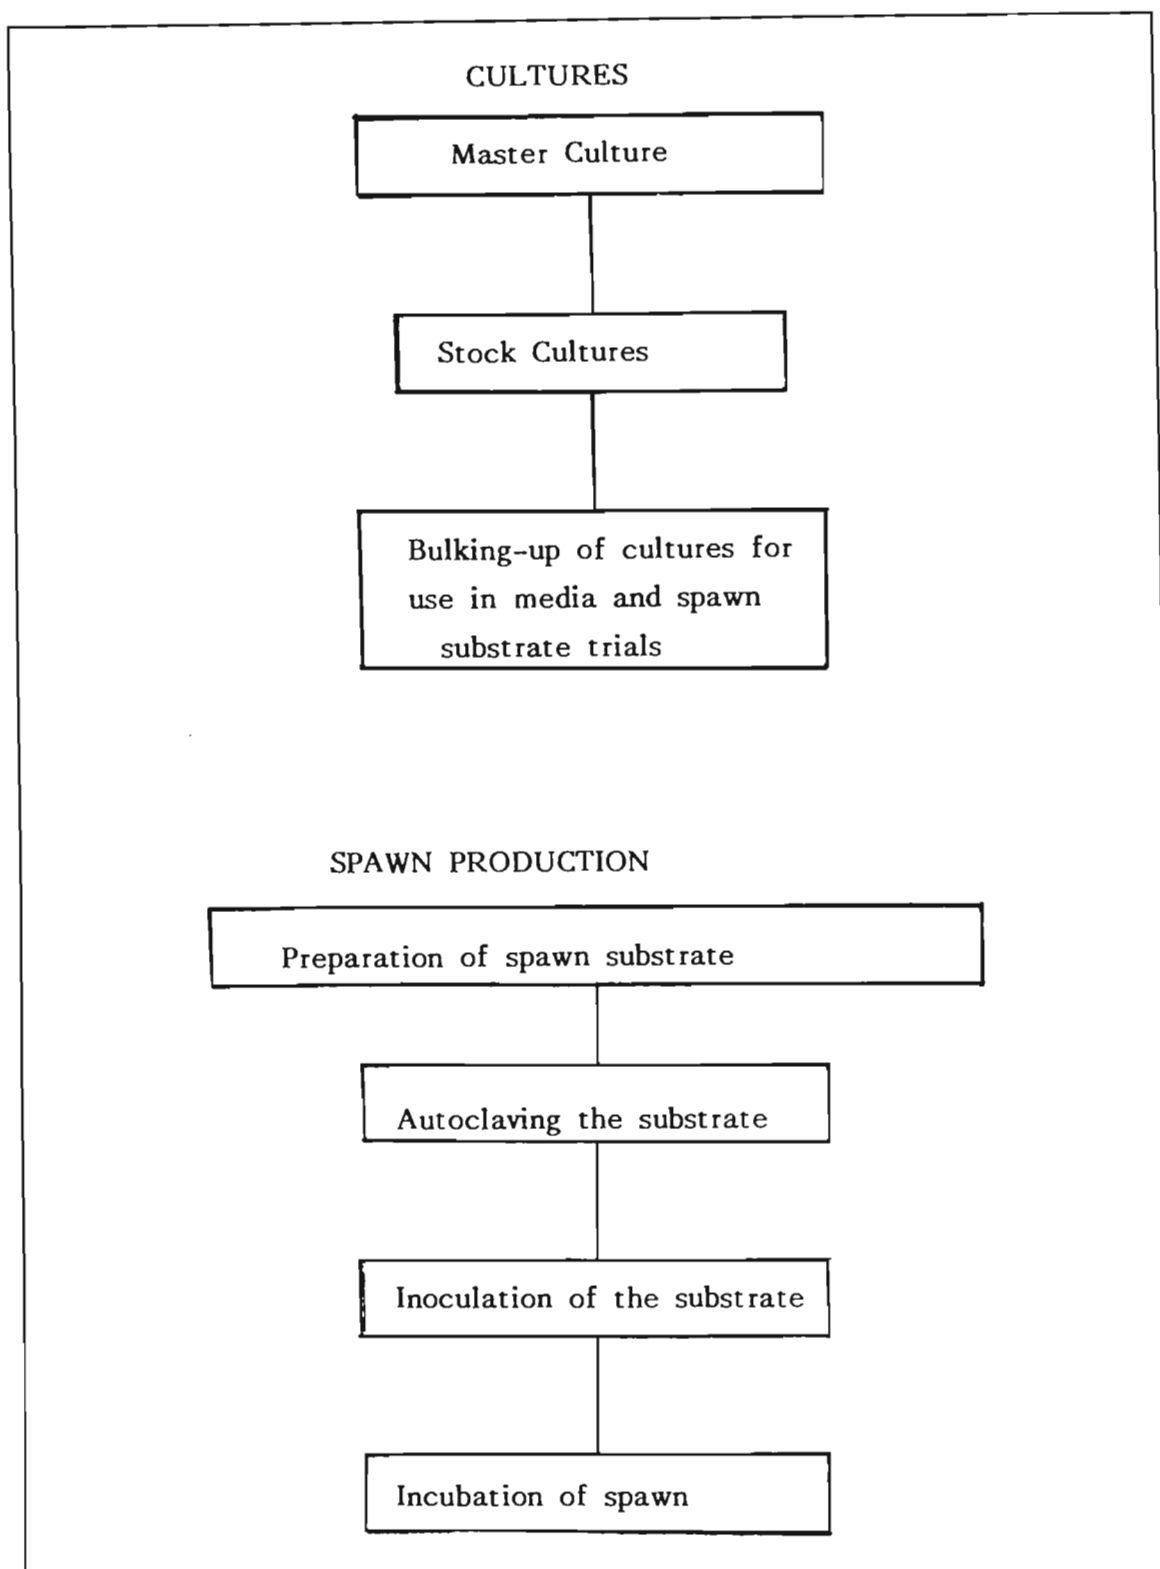 CULTURES
Master Culture
Stock Cultures
Bulking-up of cultures for
use in media and spawn
substrate trials
SPAWN PRODUCTION
Preparation of spawn substrate
Autoclaving the substrate
Inoculation of the substrate
Incubation of spawn